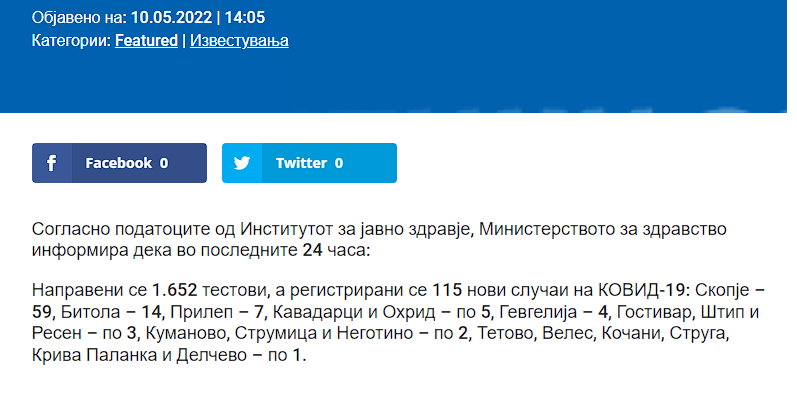 Објавено на: 10.05.2022 | 14:05
Категории: Featured | Известувања
Facebook 0
Twitter 0
Согласно податоците од Институтот за јавно здравје, Министерството за здравство
информира дека во последните 24 часа:
Направени се 1.652 тестови, а регистрирани се 115 нови случаи на КОВИД-19: Скопје –
59, Битола – 14, Прилеп – 7, Кавадарци и Охрид – по 5, Гевгелија – 4, Гостивар, Штип и
Ресен – по 3, Куманово, Струмица и Неготино – по 2, Тетово, Велес, Кочани, Струга,
Крива Паланка и Делчево – по 1.